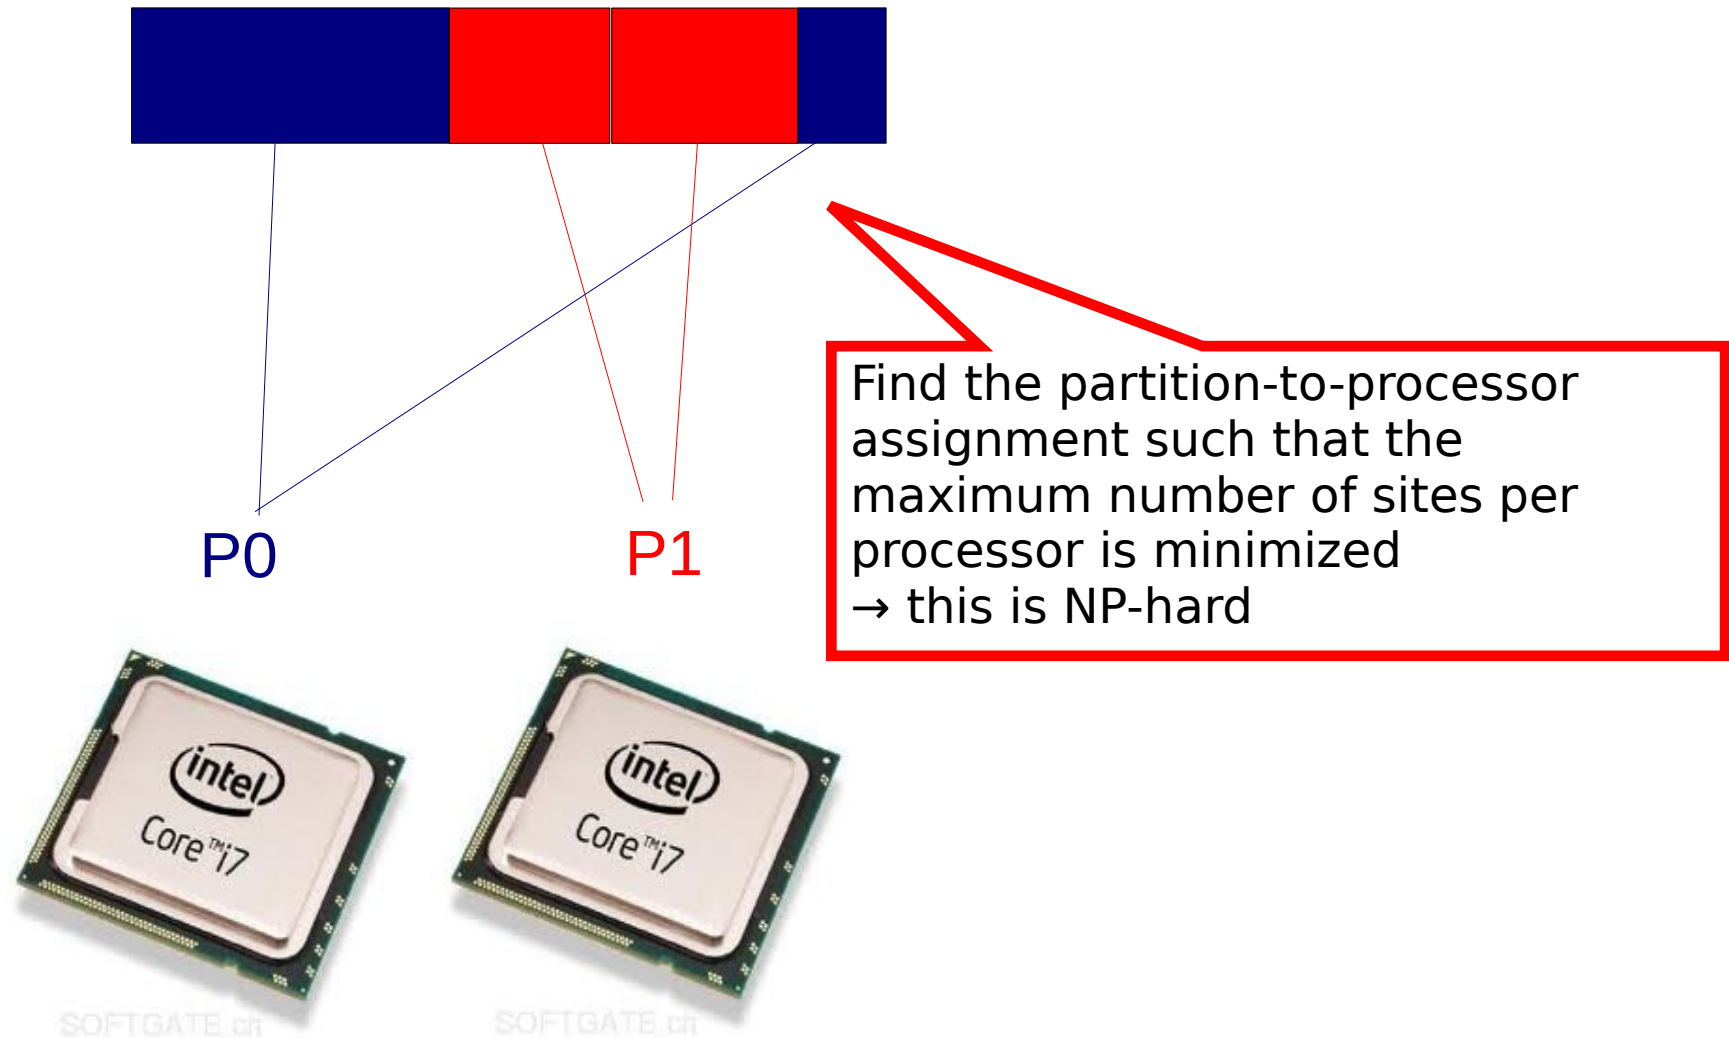 P0
P1
Find the partition-to-processor
assignment such that the
maximum number of sites per
processor is minimized
→ this is NP-hard
intel
Core™i7
intel
Core™i7
SOFTGATE.ch
SOFTGATE.ch